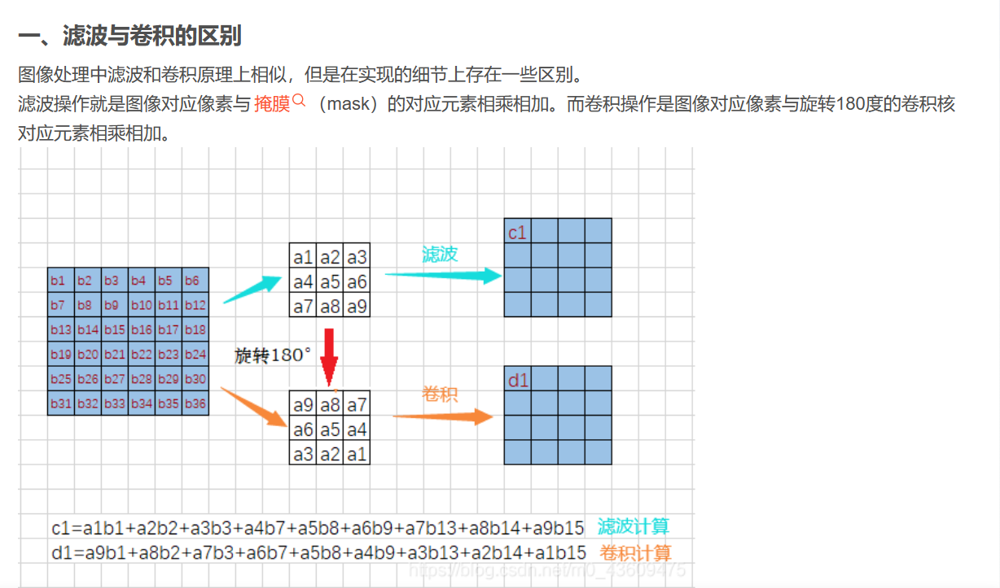 一、滤波与卷积的区别
图像处理中滤波和卷积原理上相似，但是在实现的细节上存在一些区别。
滤波操作就是图像对应像素与 掩膜 （mask）的对应元素相乘相加。而卷积操作是图像对应像素与旋转180度的卷积核
对应元素相乘相加。
b1 b2 b3 b4 b5 b6
b7 b8 b9 b10 b11 b12
b13 b14 b15 b16 b17 b18
b19 b20 b21 b22 b23 b24
b25 b26 b27 b28 b29 b30
b31 b32 b33 b34 b35 b36
a1 a2 a3
a4 a5 a6
a7 a8 a9
滤波
c1
旋转180°
a9 a8 a7
a6 a5 a4
a3 a2 a1
卷积
d1
c1=a1b1+a2b2+a3b3+a4b7+a5b8+a6b9+a7b13+a8b14+a9b15 滤波计算
d1=a9b1+a8b2+a7b3+a6b7+a5b8+a4b9+a3b13+a2b14+a1b15 卷积计算
https://blog.csdn.net/m0_43609475